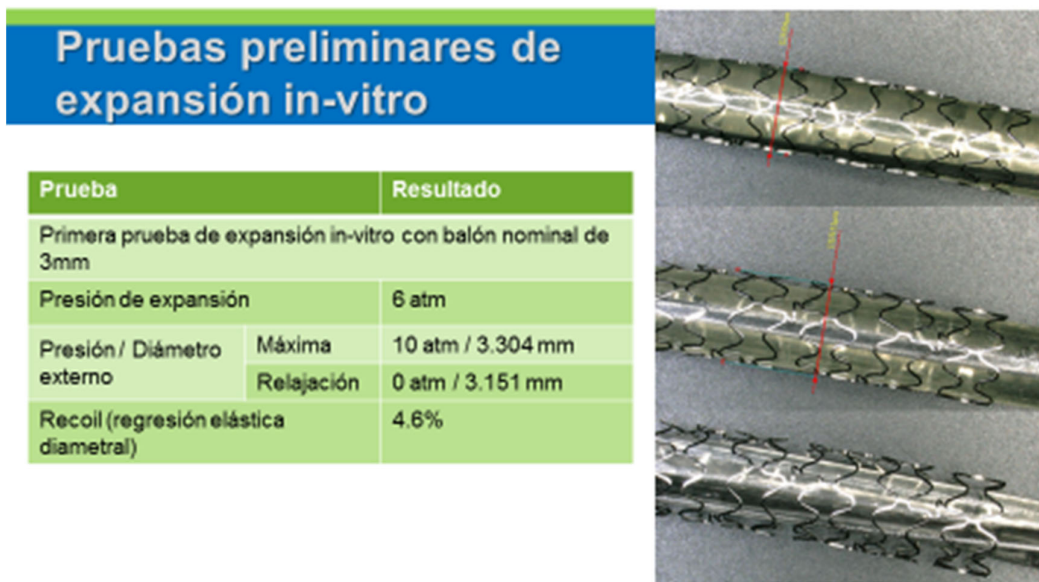 Pruebas preliminares de
expansión in-vitro
Prueba
Resultado
Primera prueba de expansión in-vitro con balón nominal de
3mm
Presión de expansión
6 atm
Presión / Diámetro
externo
Máxima
10 atm / 3.304 mm
Relajación
0 atm / 3.151 mm
Recoil (regresión elástica
diametral)
4.6%